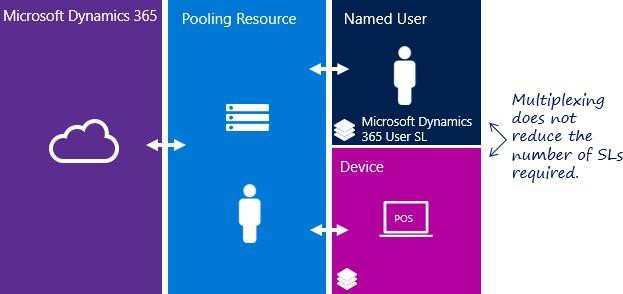 Microsoft Dynamics 365
Pooling Resource
Named User
Microsoft Dynamics
365 User SL
Device
POS
Multiplexing
does not
reduce the
number of SLs
required.